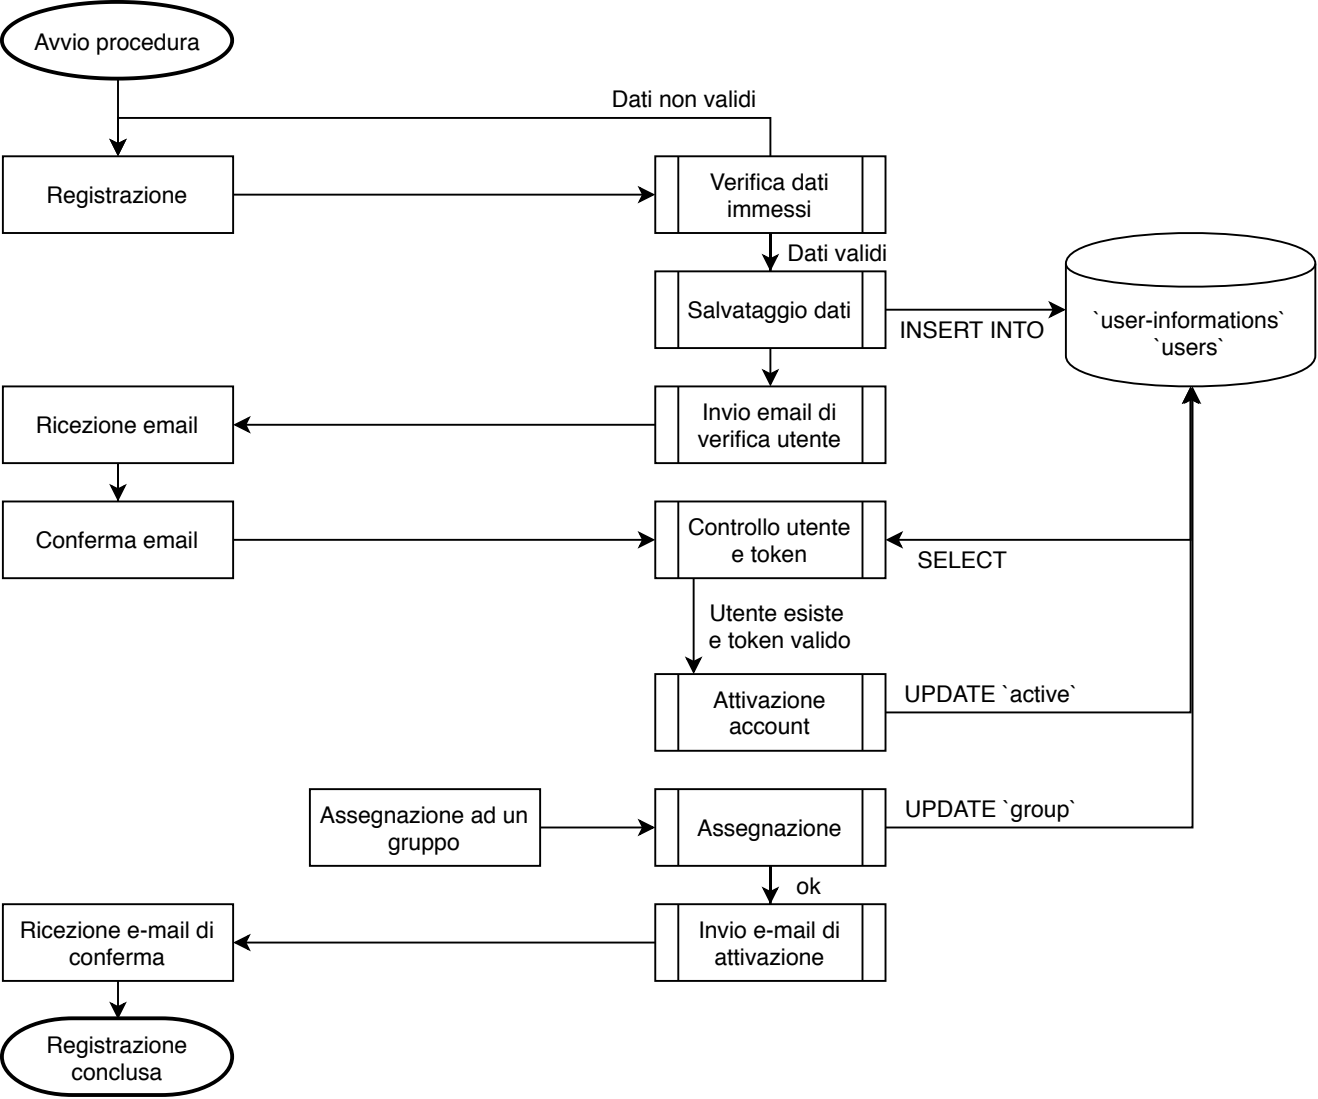 Avvio procedura
Dati non validi
Registrazione
Verifica dati
immessi
Dati validi
Salvataggio dati
INSERT INTO
`user-informations`
`users`
Ricezione email
Invio email di
verifica utente
Conferma email
Controllo utente
e token
SELECT
Utente esiste
e token valido
Attivazione
account
UPDATE `active`
Assegnazione ad un
gruppo
Assegnazione
UPDATE `group`
ok
Ricezione e-mail di
conferma
Invio e-mail di
attivazione
Registrazione
conclusa